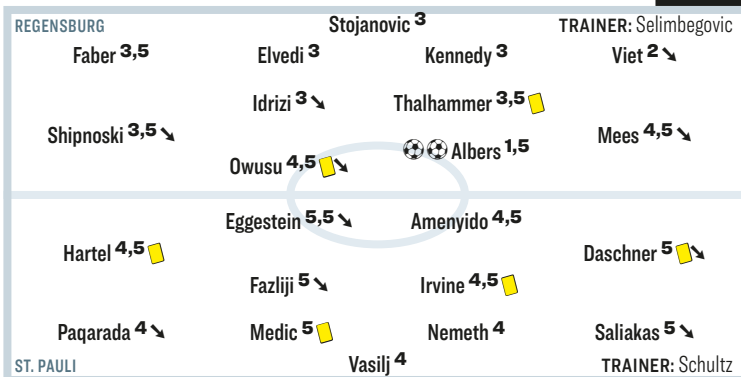 REGENSBURG Stojanovic 3 TRAINER: Selimbegovic
Faber 3,5 Elvedi 3 Kennedy 3 Viet 2
Idrizi 3 Thalhammer 3,5
Shipnoski 3,5 Mees 4,5
Owusu 4,5 Albers 1,5
Eggestein 5,5 Amenyido 4,5
Hartel 4,5 Daschner 5
Fazliji 5 Irvine 4,5
Paqarada 4 Medic 5 Nemeth 4 Saliakas 5
ST. PAULI Vasilj 4 TRAINER: Schultz